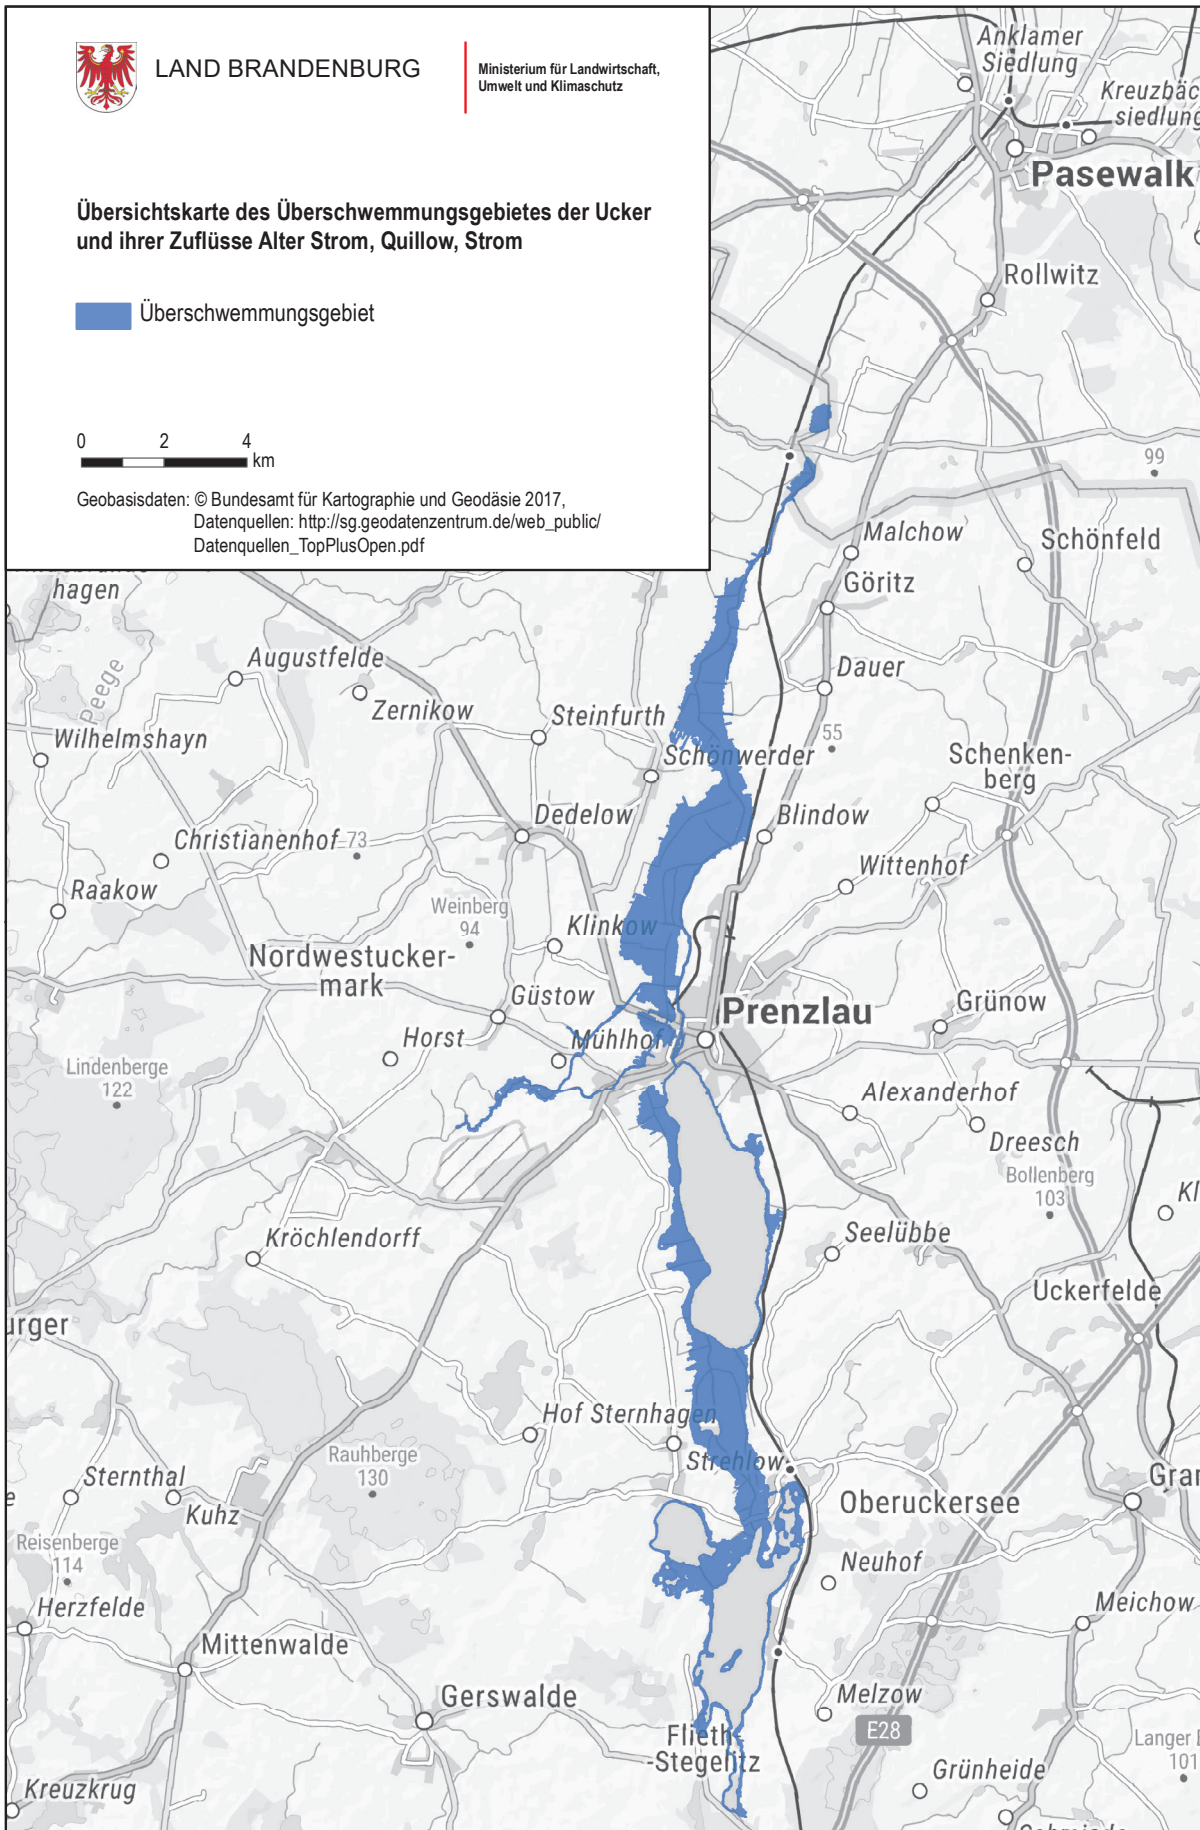 LAND BRANDENBURG
Ministerium für Landwirtschaft,
Umwelt und Klimaschutz
Übersichtskarte des Überschwemmungsgebietes der Ucker
und ihrer Zuflüsse Alter Strom, Quillow, Strom
Überschwemmungsgebiet
0 2 4
km
Geobasisdaten: © Bundesamt für Kartographie und Geodäsie 2017,
Datenquellen: http://sg.geodatenzentrum.de/web_public/
Datenquellen_TopPlusOpen.pdf
Anklamer
Siedlung
Kreuzbäc
siedlung
Pasewalk
Rollwitz
99
Malchow
Schönfeld
Göritz
hagen
Augustfelde
Peege
Zernikow
Dauer
Wilhelmshayn
Steinfurth
55
Schönwerder
Schenken-
berg
Dedelow
Blindow
Christianenhof
73
Wittenhof
Raakow
Weinberg
94
Klinkow
Nordwestucker-
mark
Güstow
Prenzlau
Grünow
Horst
Mühlhof
Lindenberge
122
Alexanderhof
Dreesch
Bollenberg
103
Kl
Kröchlendorff
Seelübbe
Uckerfelde
urger
Hof Sternhagen
Rauhberge
130
Strehlow
Sternthal
Kuhz
Oberuckersee
Gran
e
Reisenberge
114
Neuhof
Herzfelde
Meichow
Mittenwalde
Gerswalde
Melzow
E28
Flieth
-Stegelitz
Langer B
101
Kreuzkrug
Grünheide